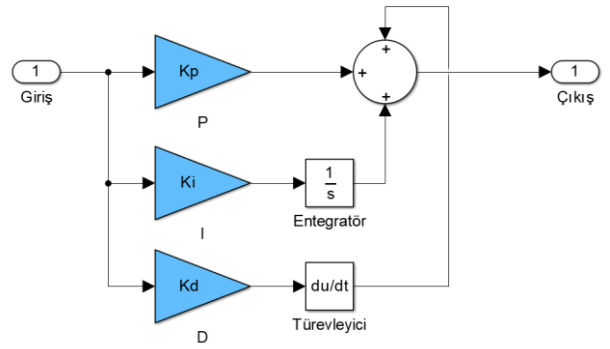 1
Giriş
Kp
P
+
+
+
1
Çıkış
Ki
I
1
s
Entegratör
Kd
D
du/dt
Türevleyici